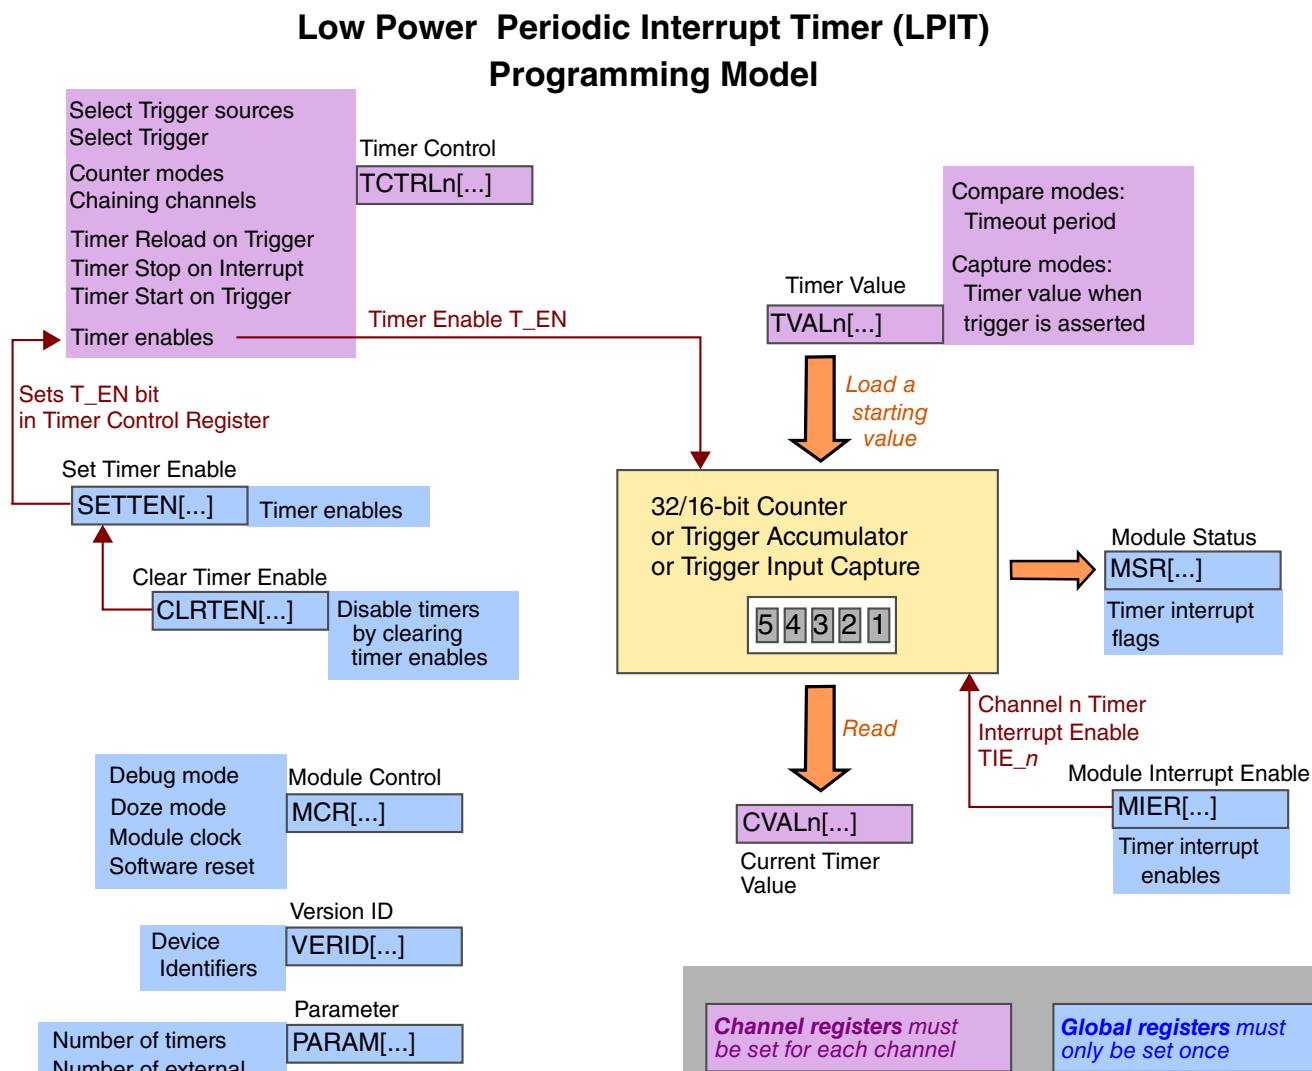 Low Power Periodic Interrupt Timer (LPIT)
Programming Model
Select Trigger sources
Select Trigger
Counter modes
Chaining channels
Timer Reload on Trigger
Timer Stop on Interrupt
Timer Start on Trigger
Timer enables
Timer Control
TCTRLn[...]
Timer Enable T_EN
Sets T_EN bit
in Timer Control Register
Set Timer Enable
SETTEN[...]
Timer enables
Clear Timer Enable
CLRTEN[...]
Disable timers
by clearing
timer enables
Compare modes:
Timeout period
Capture modes:
Timer value when
trigger is asserted
Timer Value
TVALn[...]
Load a
starting
value
32/16-bit Counter
or Trigger Accumulator
or Trigger Input Capture
5 4 3 2 1
Module Status
MSR[...]
Timer interrupt
flags
Read
Channel n Timer
Interrupt Enable
TIE_n
Module Interrupt Enable
MIER[...]
Timer interrupt
enables
CVALn[...]
Current Timer
Value
Debug mode
Doze mode
Module clock
Software reset
Module Control
MCR[...]
Version ID
VERID[...]
Device
Identifiers
Parameter
PARAM[...]
Number of timers
Number of external
Channel registers must
be set for each channel
Global registers must
only be set once